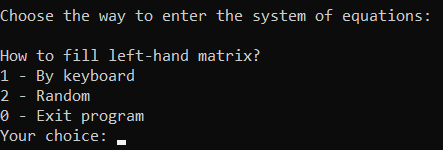 Choose the way to enter the system of equations:
How to fill left-hand matrix?
1 - By keyboard
2 - Random
0 - Exit program
Your choice: